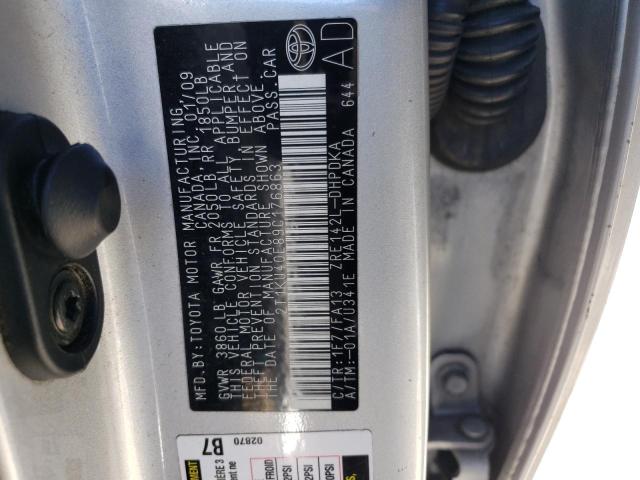 MFD. BY: TOYOTA MOTOR MANUFACTURING,
CANADA, INC. 01/09
GVWR 3860 LB GAWR FR 2050LB RR 1850LB
THIS VEHICLE CONFORMS TO ALL APPLICABLE
FEDERAL MOTOR VEHICLE SAFETY, BUMPER, AND
THEFT PREVENTION STANDARDS IN EFFECT ON
THE DATE OF MANUFACTURE SHOWN ABOVE.
PASS. CAR
C/TR:1F7/FA13 ZRE142L-DHPDKA
A/TM:-01A/U341E MADE IN CANADA 644
AD
02870
B7